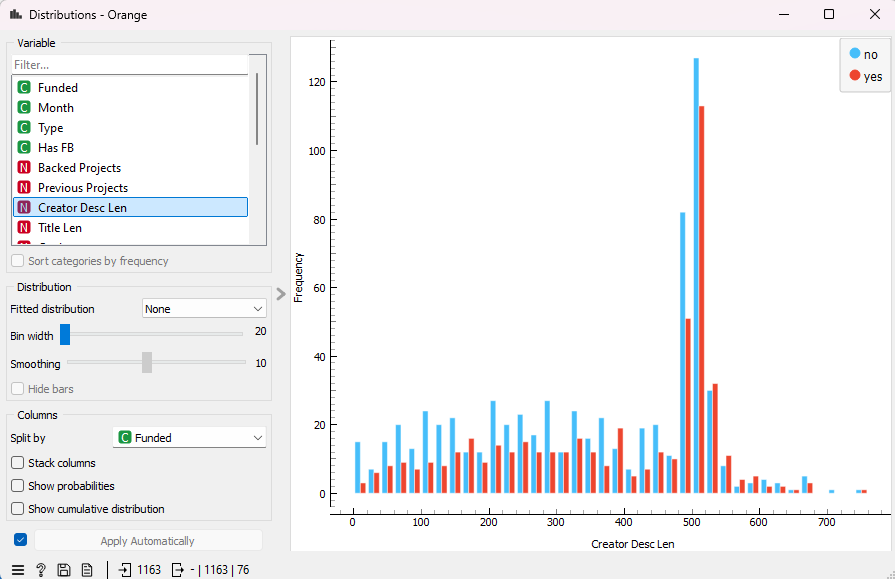 Distributions - Orange
Variable
Filter...
C Funded
C Month
C Type
C Has FB
N Backed Projects
N Previous Projects
N Creator Desc Len
N Title Len
Sort categories by frequency
Distribution
Fitted distribution None
Bin width 20
Smoothing 10
Hide bars
Columns
Split by C Funded
Stack columns
Show probabilities
Show cumulative distribution
Apply Automatically
? 1163 - | 1163 | 76
no
yes
Frequency
120
100
80
60
40
20
0
0 100 200 300 400 500 600 700
Creator Desc Len